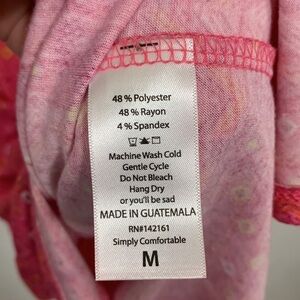 48% Polyester
48% Rayon
4% Spandex
Machine Wash Cold
Gentle Cycle
Do Not Bleach
Hang Dry
or you'll be sad
MADE IN GUATEMALA
RN#142161
Simply Comfortable
M